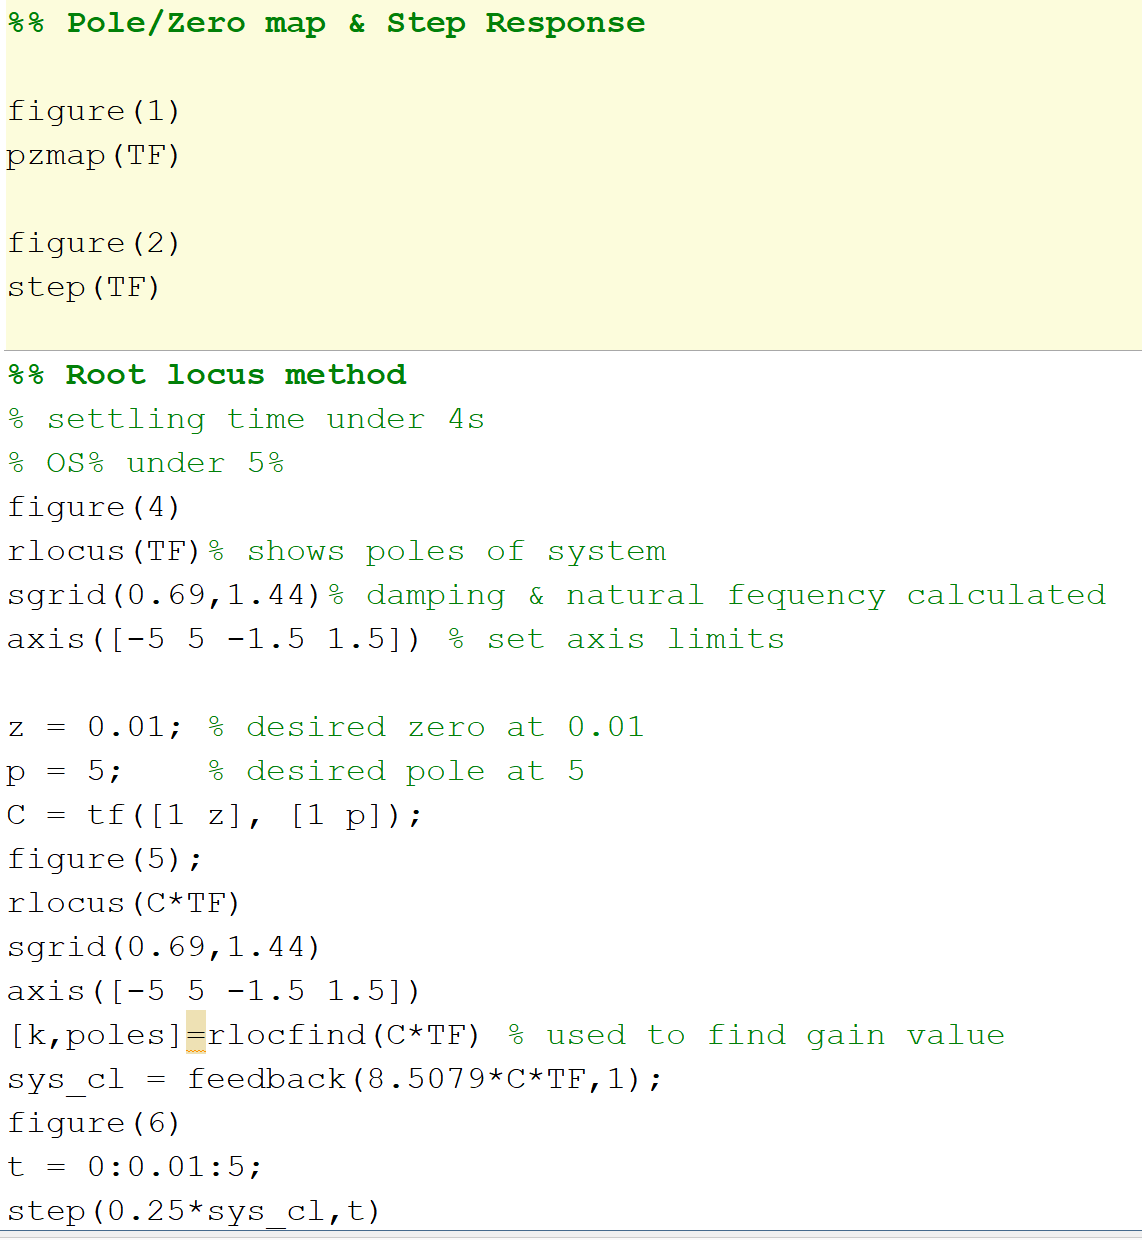 %% Pole/Zero map & Step Response
figure(1)
pzmap(TF)
figure(2)
step(TF)
%% Root locus method
% settling time under 4s
% OS% under 5%
figure(4)
rlocus(TF)% shows poles of system
sgrid(0.69,1.44)% damping & natural fequency calculated
axis([-5 5 -1.5 1.5]) % set axis limits
z = 0.01; % desired zero at 0.01
p = 5;    % desired pole at 5
C = tf([1 z], [1 p]);
figure(5);
rlocus(C*TF)
sgrid(0.69,1.44)
axis([-5 5 -1.5 1.5])
[k,poles]=rlocfind(C*TF) % used to find gain value
sys_cl = feedback(8.5079*C*TF,1);
figure(6)
t = 0:0.01:5;
step(0.25*sys_cl,t)